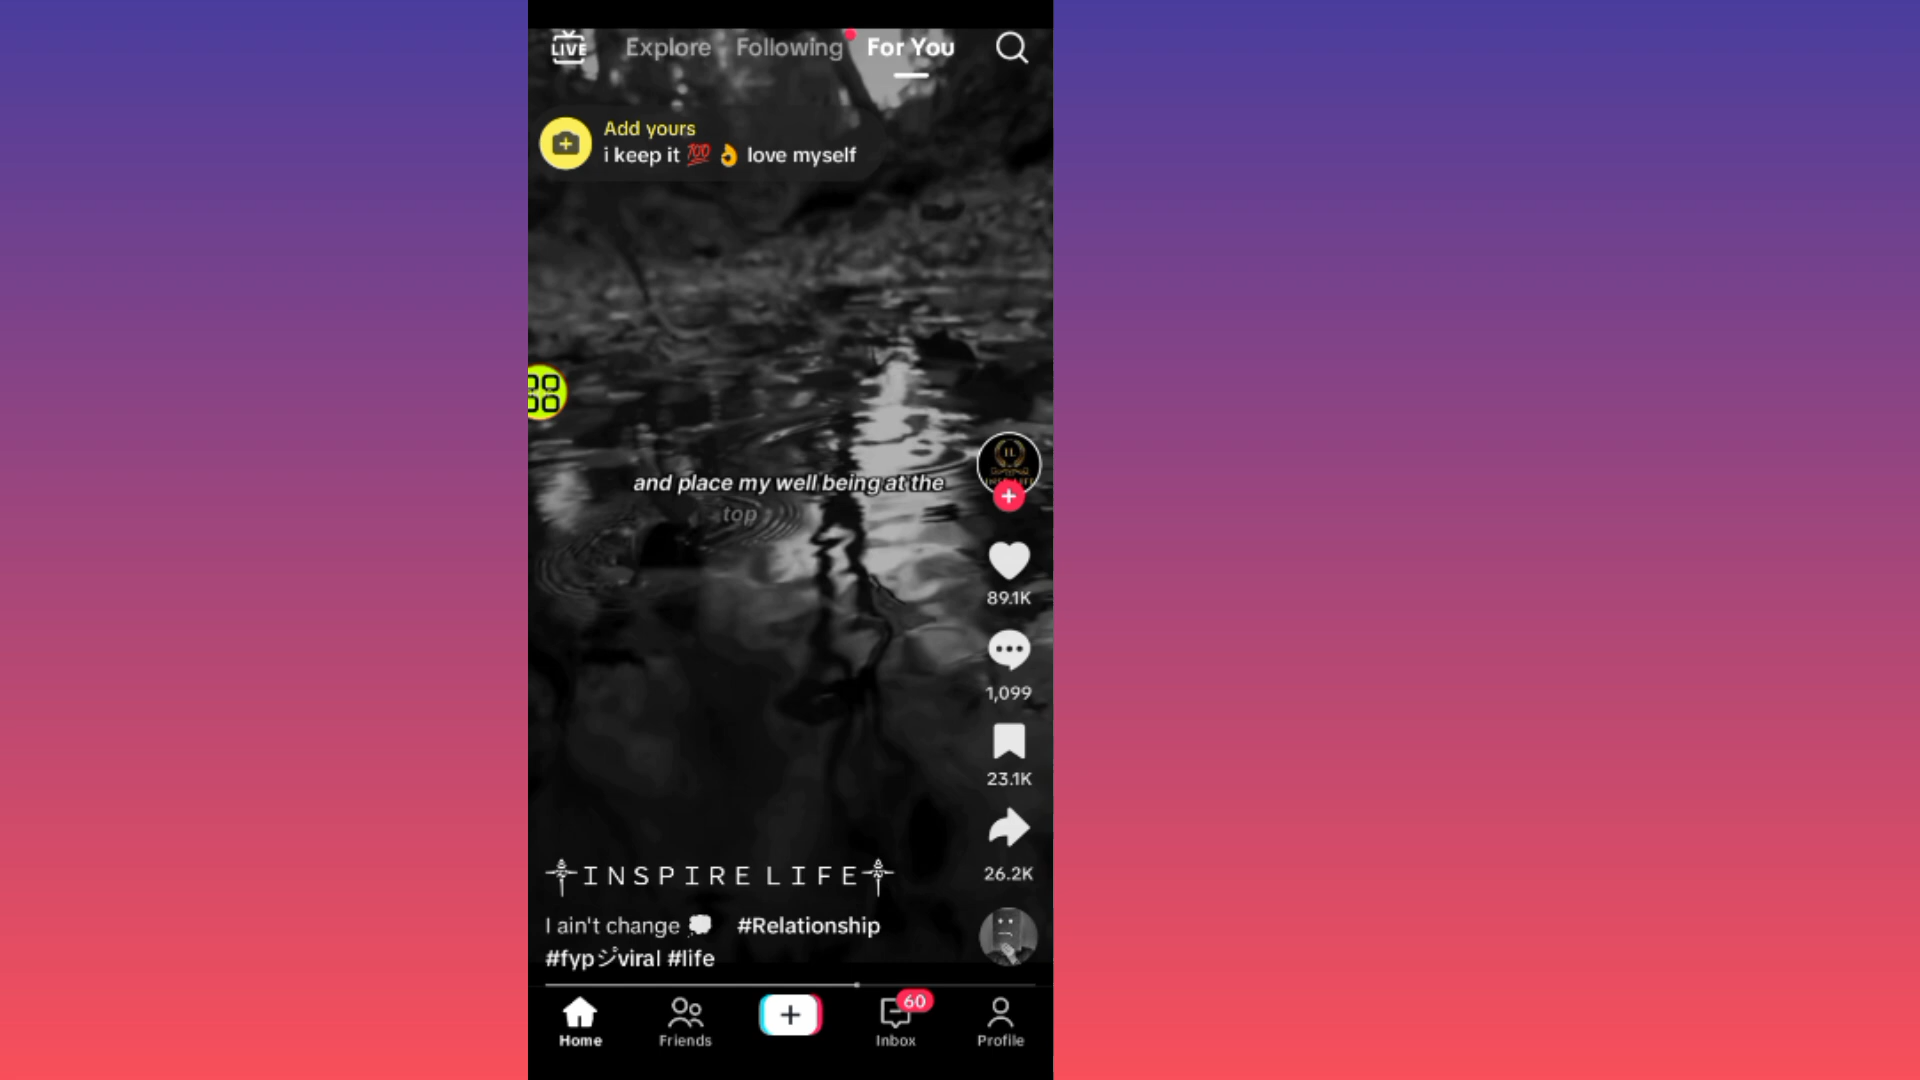 LIVE
Explore
Following
For You
Add yours
i keep it 💯 👌 love myself
and place my well being at the
top
IL
89.1K
1,099
23.1K
26.2K
INSPIRE LIFE
I ain't change 💭 #Relationship
#fypジviral #life
60
Home
Friends
Inbox
Profile